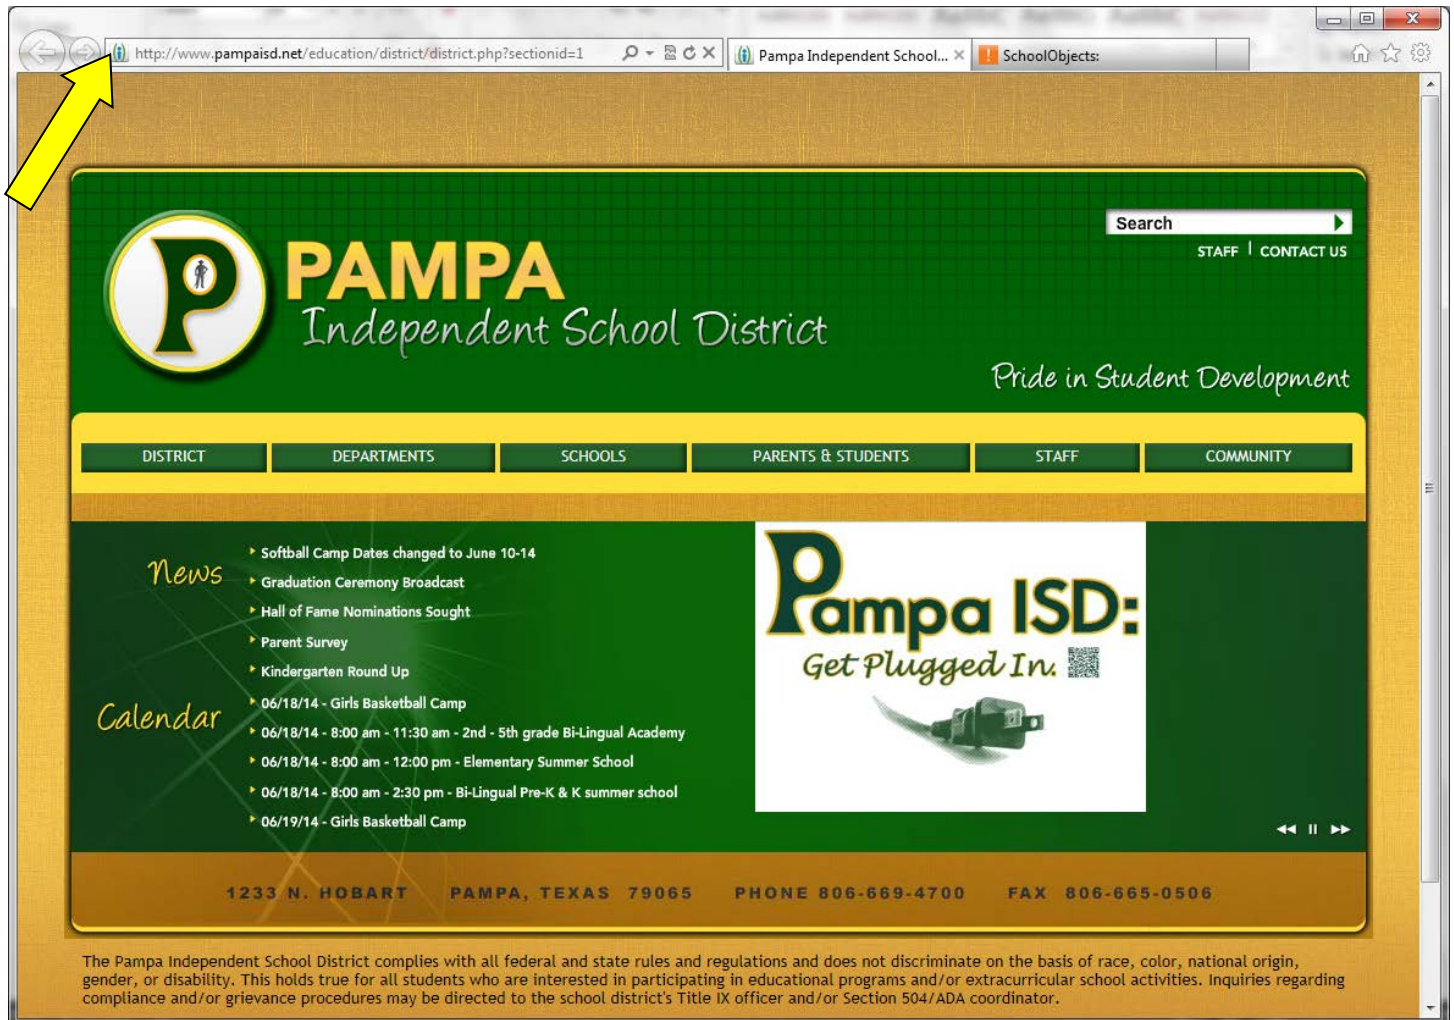 http://www.pampaisd.net/education/district/district.php?sectionid=1
Pampa Independent School...
SchoolObjects:
Search
STAFF | CONTACT US
P
PAMPA
Independent School District
Pride in Student Development
DISTRICT
DEPARTMENTS
SCHOOLS
PARENTS & STUDENTS
STAFF
COMMUNITY
News
Softball Camp Dates changed to June 10-14
Graduation Ceremony Broadcast
Hall of Fame Nominations Sought
Parent Survey
Kindergarten Round Up
Calendar
06/18/14 - Girls Basketball Camp
06/18/14 - 8:00 am - 11:30 am - 2nd - 5th grade Bi-Lingual Academy
06/18/14 - 8:00 am - 12:00 pm - Elementary Summer School
06/18/14 - 8:00 am - 2:30 pm - Bi-Lingual Pre-K & K summer school
06/19/14 - Girls Basketball Camp
Pampa ISD:
Get Plugged In.
1233 N. HOBART PAMPA, TEXAS 79065 PHONE 806-669-4700 FAX 806-665-0506
The Pampa Independent School District complies with all federal and state rules and regulations and does not discriminate on the basis of race, color, national origin,
gender, or disability. This holds true for all students who are interested in participating in educational programs and/or extracurricular school activities. Inquiries regarding
compliance and/or grievance procedures may be directed to the school district's Title IX officer and/or Section 504/ADA coordinator.